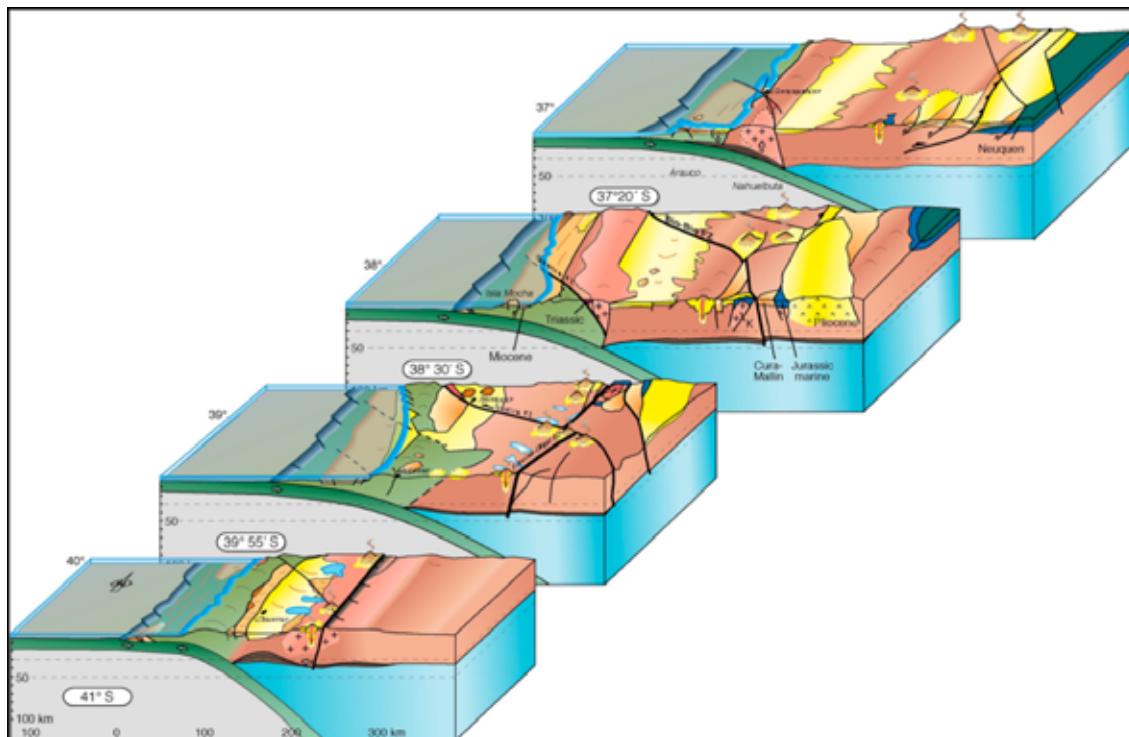 37°
50
Arauco
Nahuelbuta
Neuquen
37°20´ S
38°
Isla Mocha
Triassic
Miocene
K
Pliocene
Cura-
Mallin
Jurassic
marine
50
38° 30´ S
39°
50
39° 55´ S
40°
50
41° S
100 km
100
0
100
200
300 km